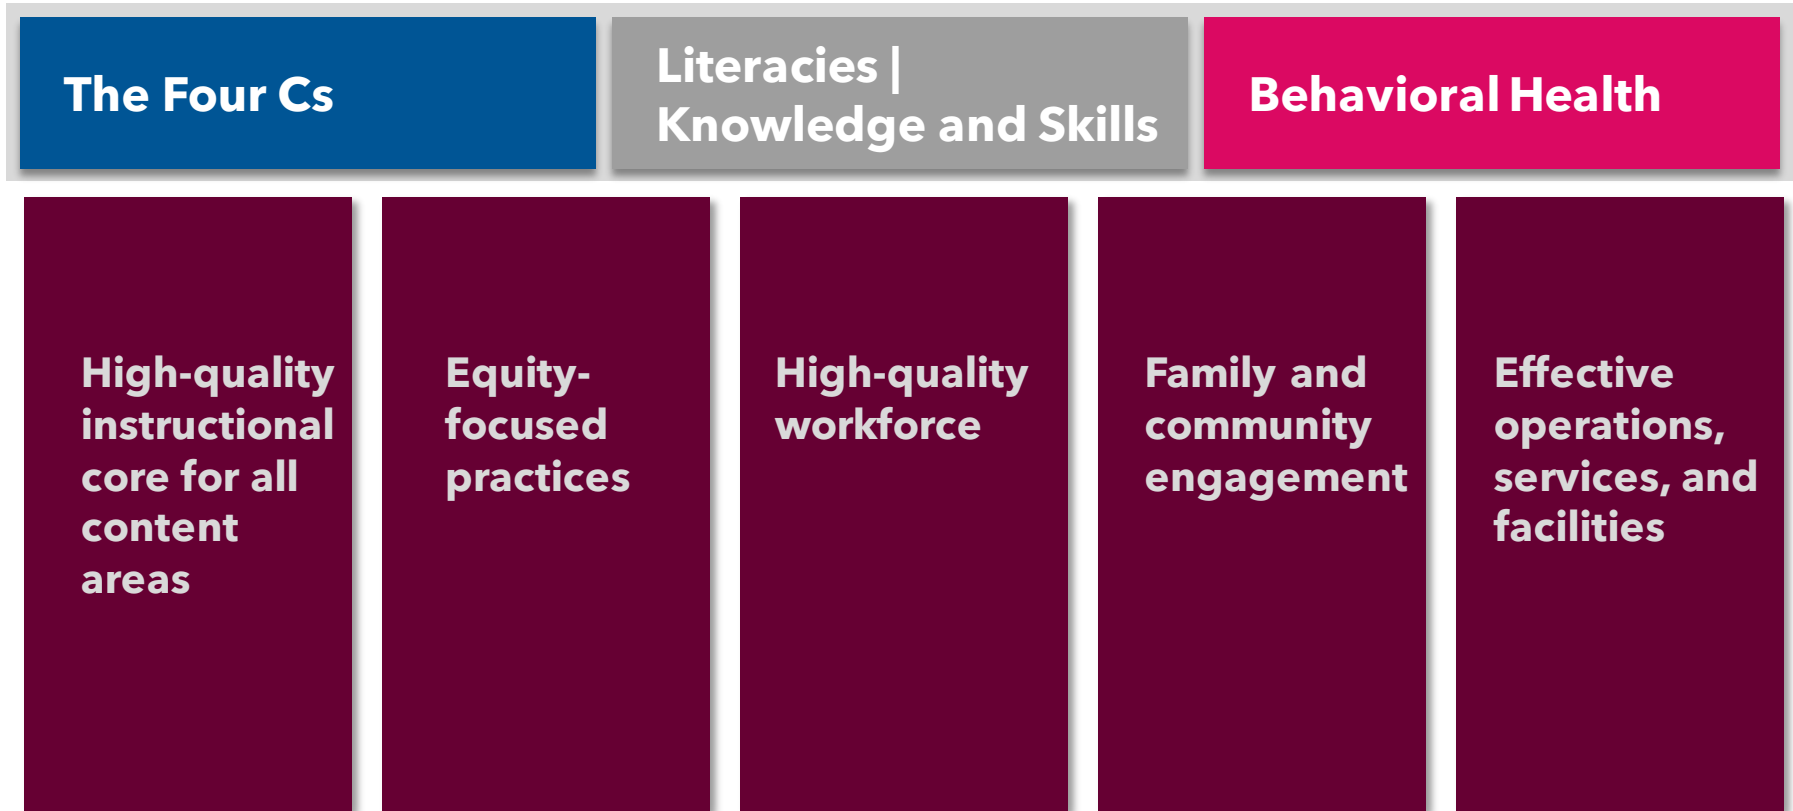 The Four Cs
Literacies |
Knowledge and Skills
Behavioral Health
High-quality
instructional
core for all
content
areas
Equity-
focused
practices
High-quality
workforce
Family and
community
engagement
Effective
operations,
services, and
facilities